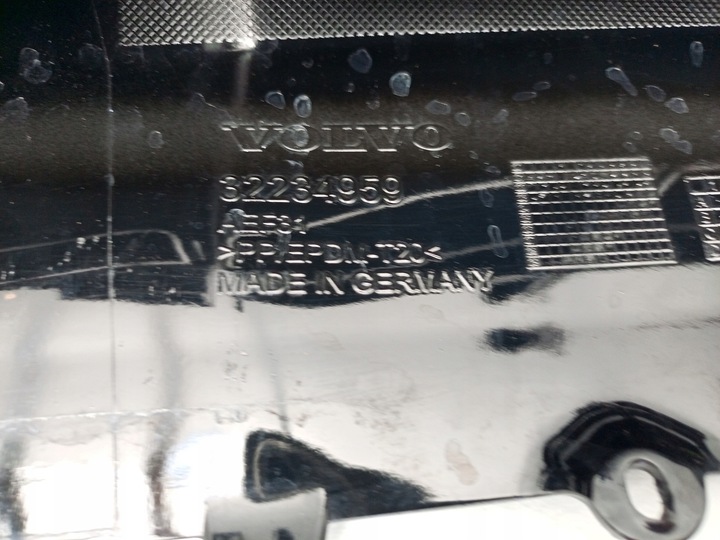 VOLVO
32234959
>PP/EPDM-T20<
MADE IN GERMANY